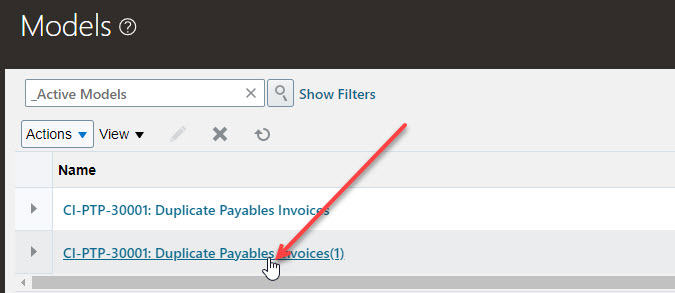 Models ?
_Active Models × Show Filters
Actions View
Name
CI-PTP-30001: Duplicate Payables Invoices
CI-PTP-30001: Duplicate Payables Invoices(1)